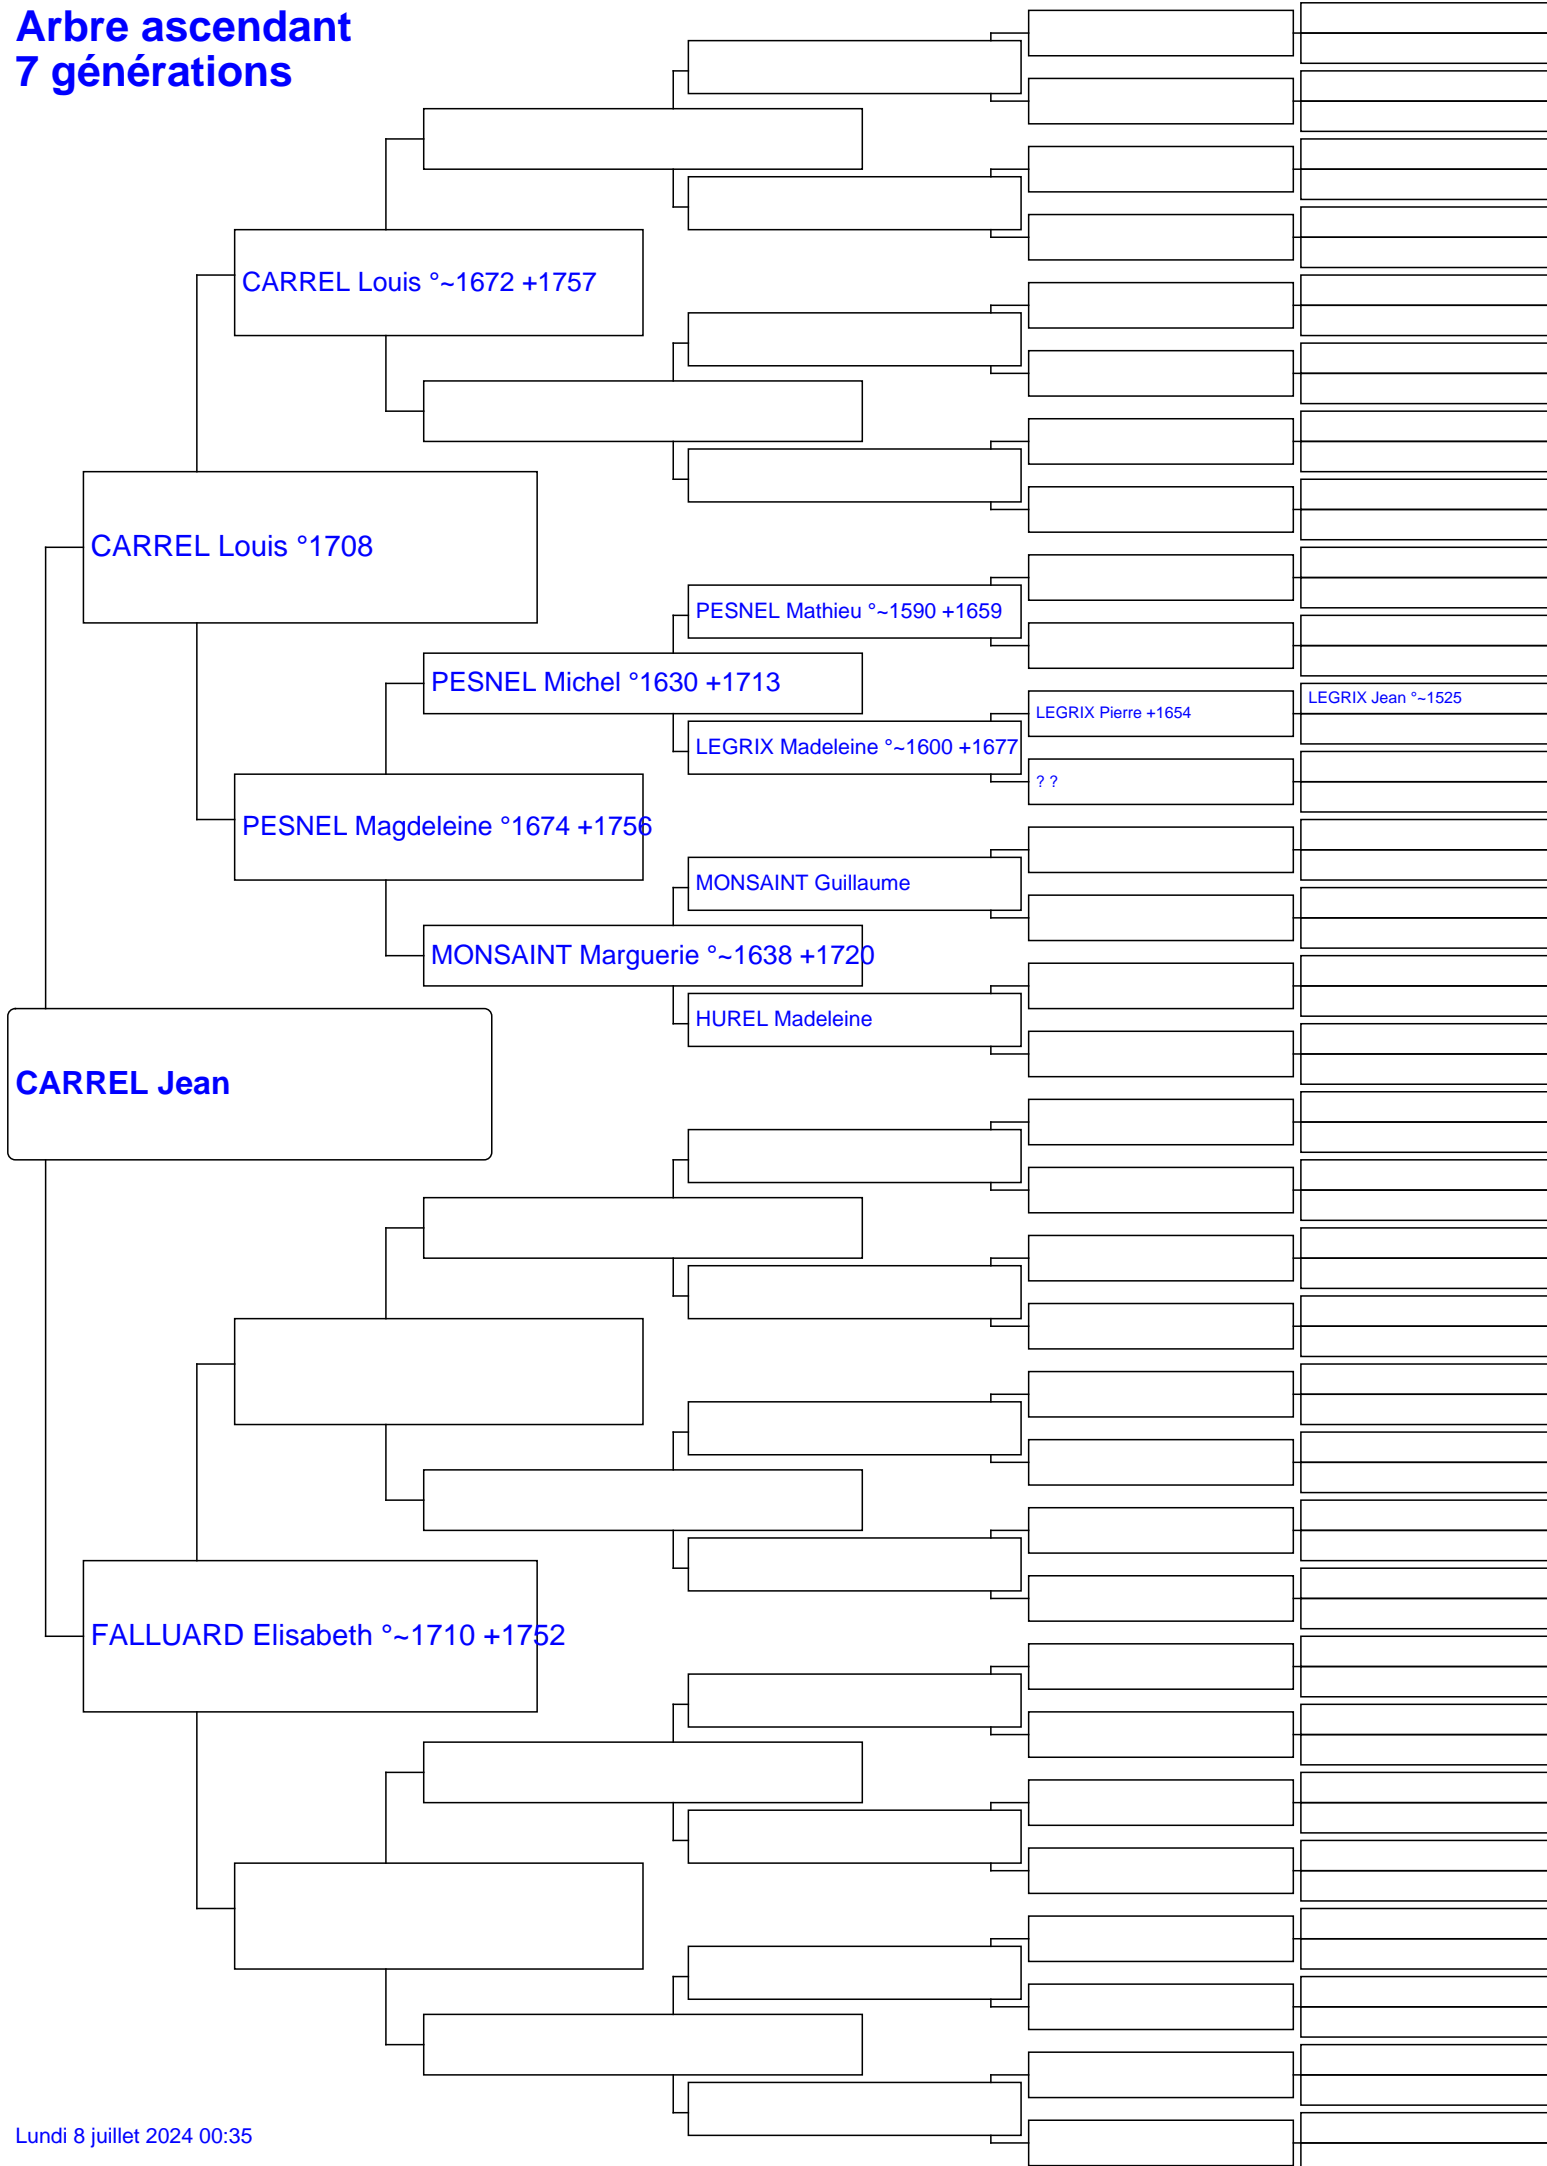 Arbre ascendant
7 générations
CARREL Louis °~1672 +1757
CARREL Louis °1708
PESNEL Mathieu °~1590 +1659
PESNEL Michel °1630 +1713
LEGRIX Jean °~1525
LEGRIX Pierre +1654
LEGRIX Madeleine °~1600 +1677
? ?
PESNEL Magdeleine °1674 +1756
MONSAINT Guillaume
MONSAINT Marguerie °~1638 +1720
HUREL Madeleine
CARREL Jean
FALLUARD Elisabeth °~1710 +1752
Lundi 8 juillet 2024 00:35